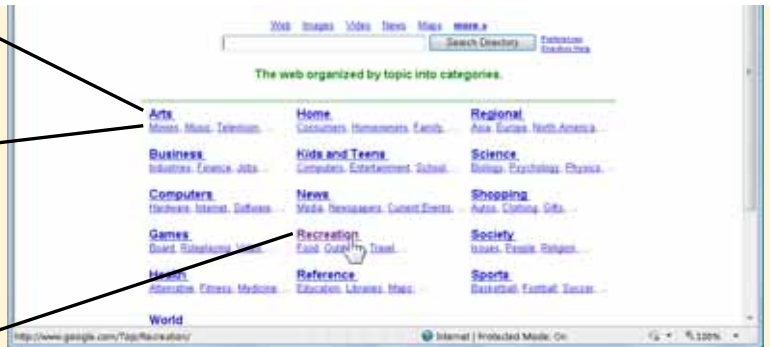 Web Images Video News Maps more »
Search Directory Preferences
Directory Help
The web organized by topic into categories.
Arts Home Regional
Movies, Music, Television, ... Consumers, Homeowners, Family, ... Asia, Europe, North America, ...
Business Kids and Teens Science
Industries, Finance, Jobs, ... Computers, Entertainment, School, ... Biology, Psychology, Physics, ...
Computers News Shopping
Hardware, Internet, Software, ... Media, Newspapers, Current Events, ... Autos, Clothing, Gifts, ...
Games Recreation Society
Board, Roleplaying, Video, ... Food, Travel, ... Issues, People, Religion, ...
Health Reference Sports
Alternative, Fitness, Medicine, ... Education, Libraries, Maps, ... Basketball, Football, Soccer, ...
World
http://www.google.com/Top/Recreation/ Internet | Protected Mode: On